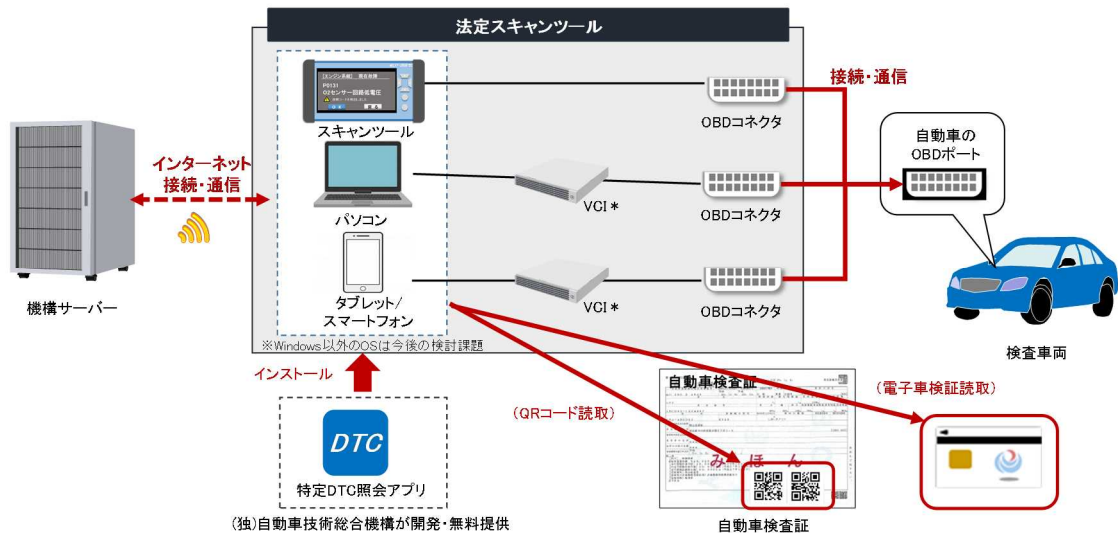 法定スキャンツール
[エンジン系統] 現在故障
P0131
O2センサー回路低電圧
スキャンツール
OBDコネクタ
接続・通信
自動車の
OBDポート
インターネット
接続・通信
パソコン
VCI*
OBDコネクタ
機構サーバー
タブレット/
スマートフォン
VCI*
OBDコネクタ
※Windows以外のOSは今後の検討課題
検査車両
インストール
自動車検査証
(QRコード読取)
(電子車検証読取)
DTC
みほん
特定DTC照会アプリ
(独)自動車技術総合機構が開発・無料提供
自動車検査証